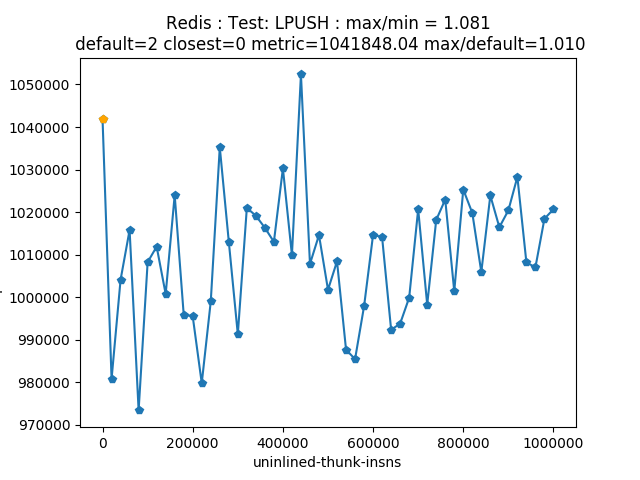 Redis : Test: LPUSH : max/min = 1.081
default=2 closest=0 metric=1041848.04 max/default=1.010
1050000
1040000
1030000
1020000
1010000
1000000
990000
980000
970000
0 200000 400000 600000 800000 1000000
uninlined-thunk-insns